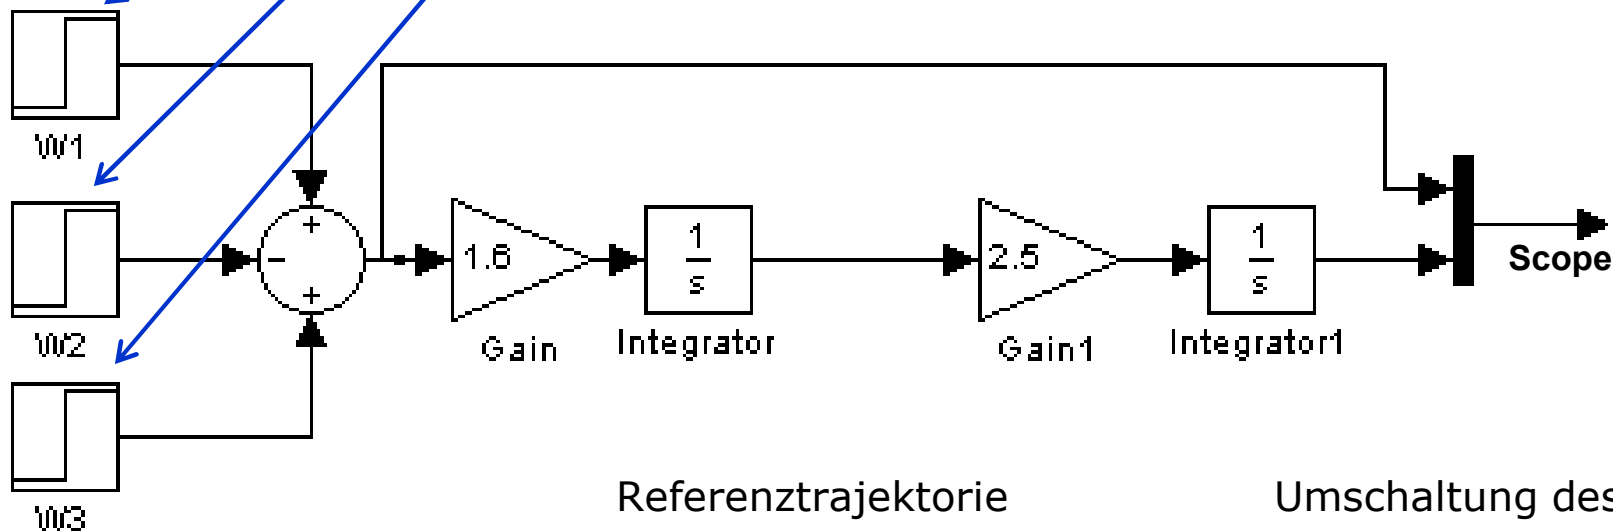 W1
+
1.6
1
s
2.5
1
s
-
Scope
+
W2
Gain
Integrator
Gain1
Integrator1
Referenztrajektorie
Umschaltung des
W3